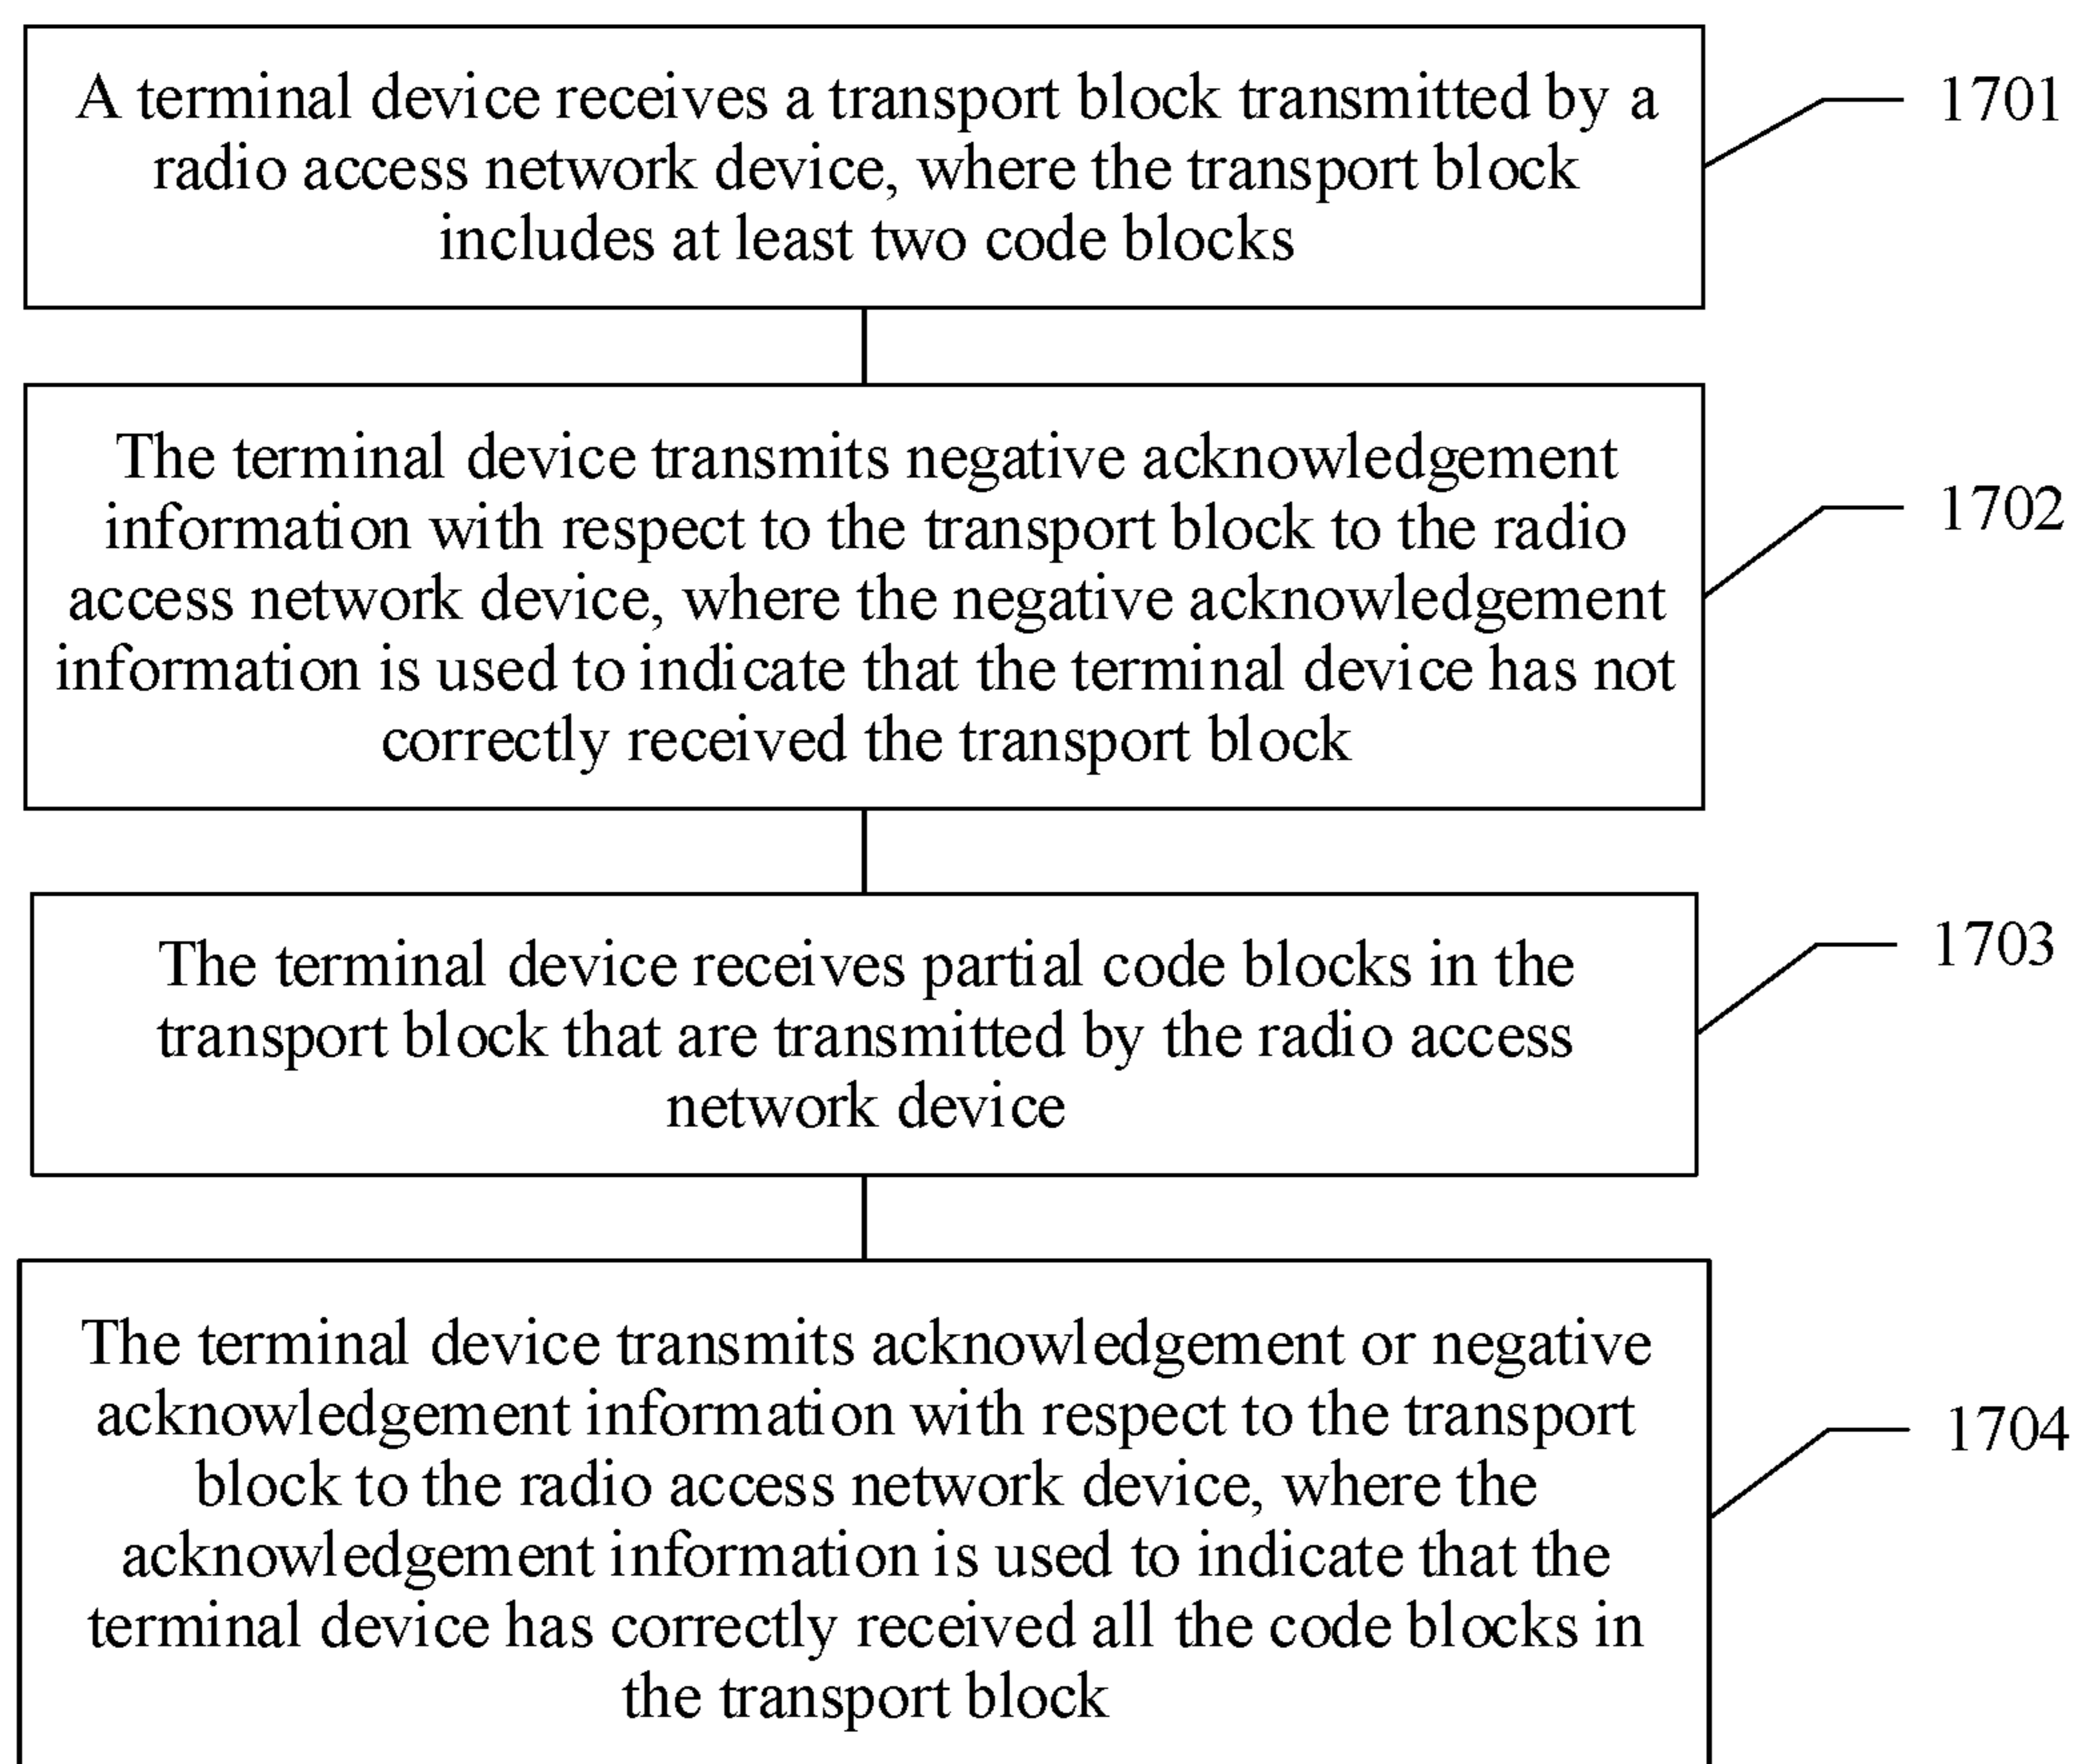 A terminal device receives a transport block transmitted by a
radio access network device, where the transport block
includes at least two code blocks
1701
The terminal device transmits negative acknowledgement
information with respect to the transport block to the radio
access network device, where the negative acknowledgement
information is used to indicate that the terminal device has not
correctly received the transport block
1702
The terminal device receives partial code blocks in the
transport block that are transmitted by the radio access
network device
1703
The terminal device transmits acknowledgement or negative
acknowledgement information with respect to the transport
block to the radio access network device, where the
acknowledgement information is used to indicate that the
terminal device has correctly received all the code blocks in
the transport block
1704